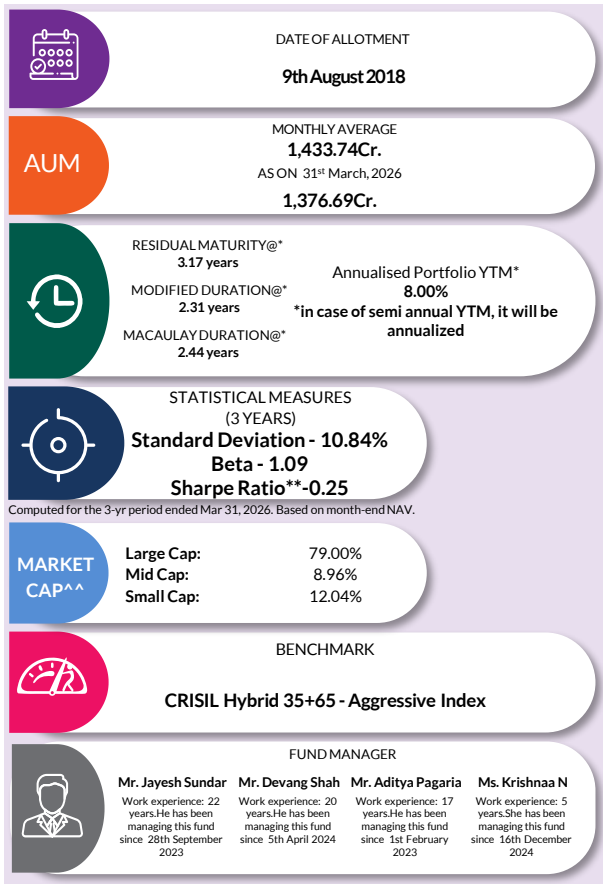 DATE OF ALLOTMENT
9th August 2018
AUM
MONTHLY AVERAGE
1,433.74Cr.
AS ON 31st March, 2026
1,376.69Cr.
RESIDUAL MATURITY@*
3.17 years
MODIFIED DURATION@*
2.31 years
MACAULAY DURATION@*
2.44 years
Annualised Portfolio YTM*
8.00%
*in case of semi annual YTM, it will be
annualized
STATISTICAL MEASURES
(3 YEARS)
Standard Deviation - 10.84%
Beta - 1.09
Sharpe Ratio**-0.25
Computed for the 3-yr period ended Mar 31, 2026. Based on month-end NAV.
MARKET
CAP^^
Large Cap: 79.00%
Mid Cap: 8.96%
Small Cap: 12.04%
BENCHMARK
CRISIL Hybrid 35+65 - Aggressive Index
FUND MANAGER
Mr. Jayesh Sundar
Work experience: 22
years.He has been
managing this fund
since 28th September
2023
Mr. Devang Shah
Work experience: 20
years.He has been
managing this fund
since 5th April 2024
Mr. Aditya Pagaria
Work experience: 17
years.He has been
managing this fund
since 1st February
2023
Ms. Krishnaa N
Work experience: 5
years.She has been
managing this fund
since 16th December
2024